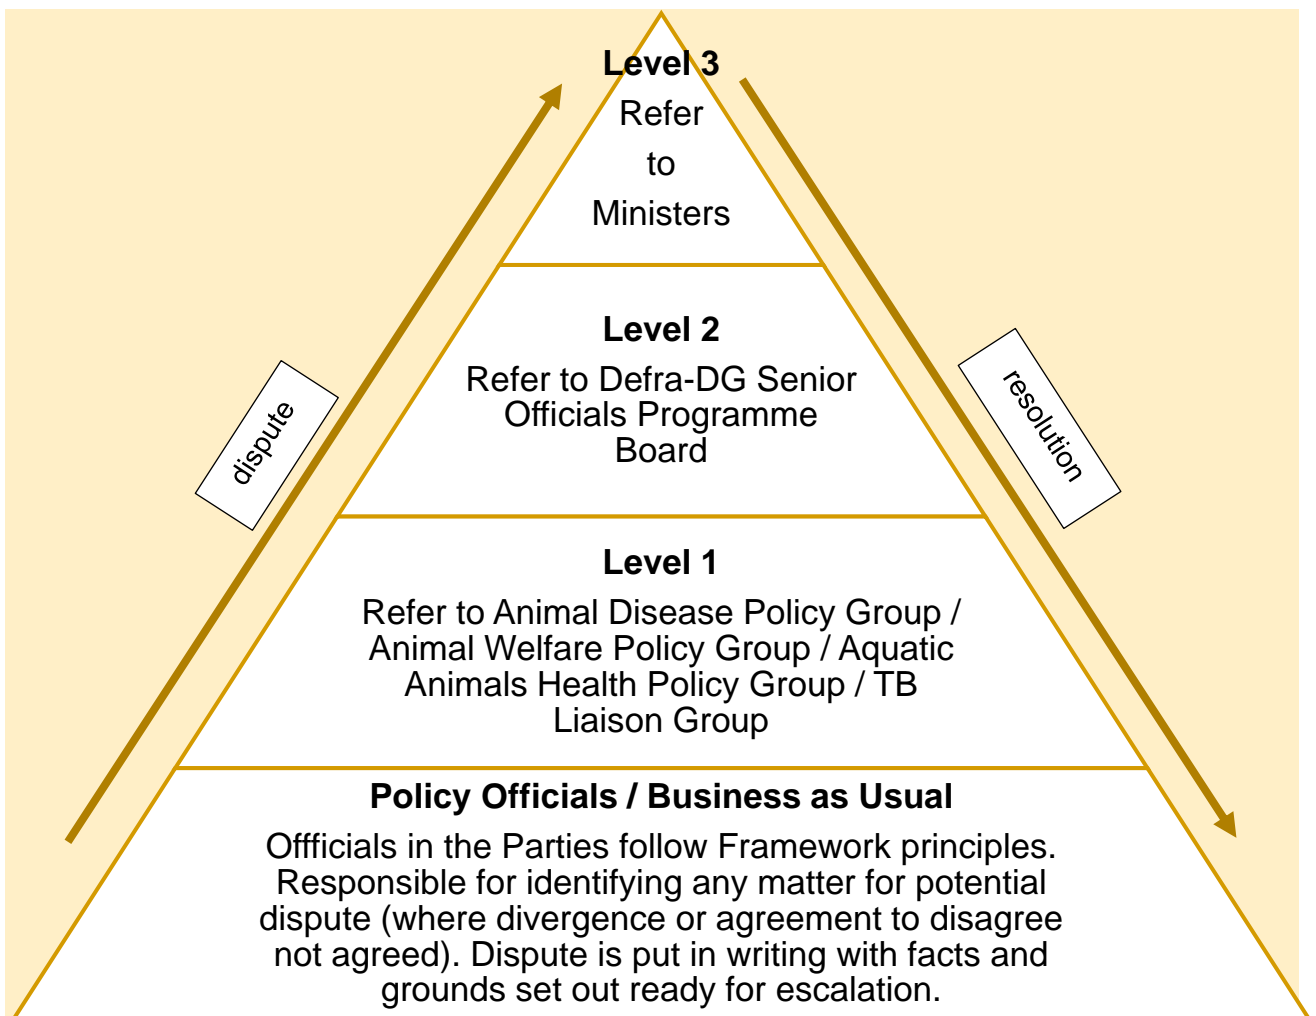 Level 3
Refer
to
Ministers
Level 2
Refer to Defra-DG Senior
Officials Programme
Board
dispute
resolution
Level 1
Refer to Animal Disease Policy Group /
Animal Welfare Policy Group / Aquatic
Animals Health Policy Group / TB
Liaison Group
Policy Officials / Business as Usual
Offficials in the Parties follow Framework principles.
Responsible for identifying any matter for potential
dispute (where divergence or agreement to disagree
not agreed). Dispute is put in writing with facts and
grounds set out ready for escalation.